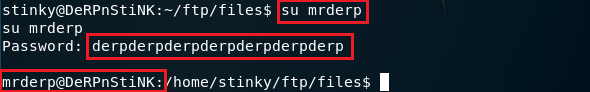 stinky@DeRPnStiNK:~/ftp/files$ su mrderp
su mrderp
Password: derpderpderpderpderpderpderp
mrderp@DeRPnStiNK:/home/stinky/ftp/files$